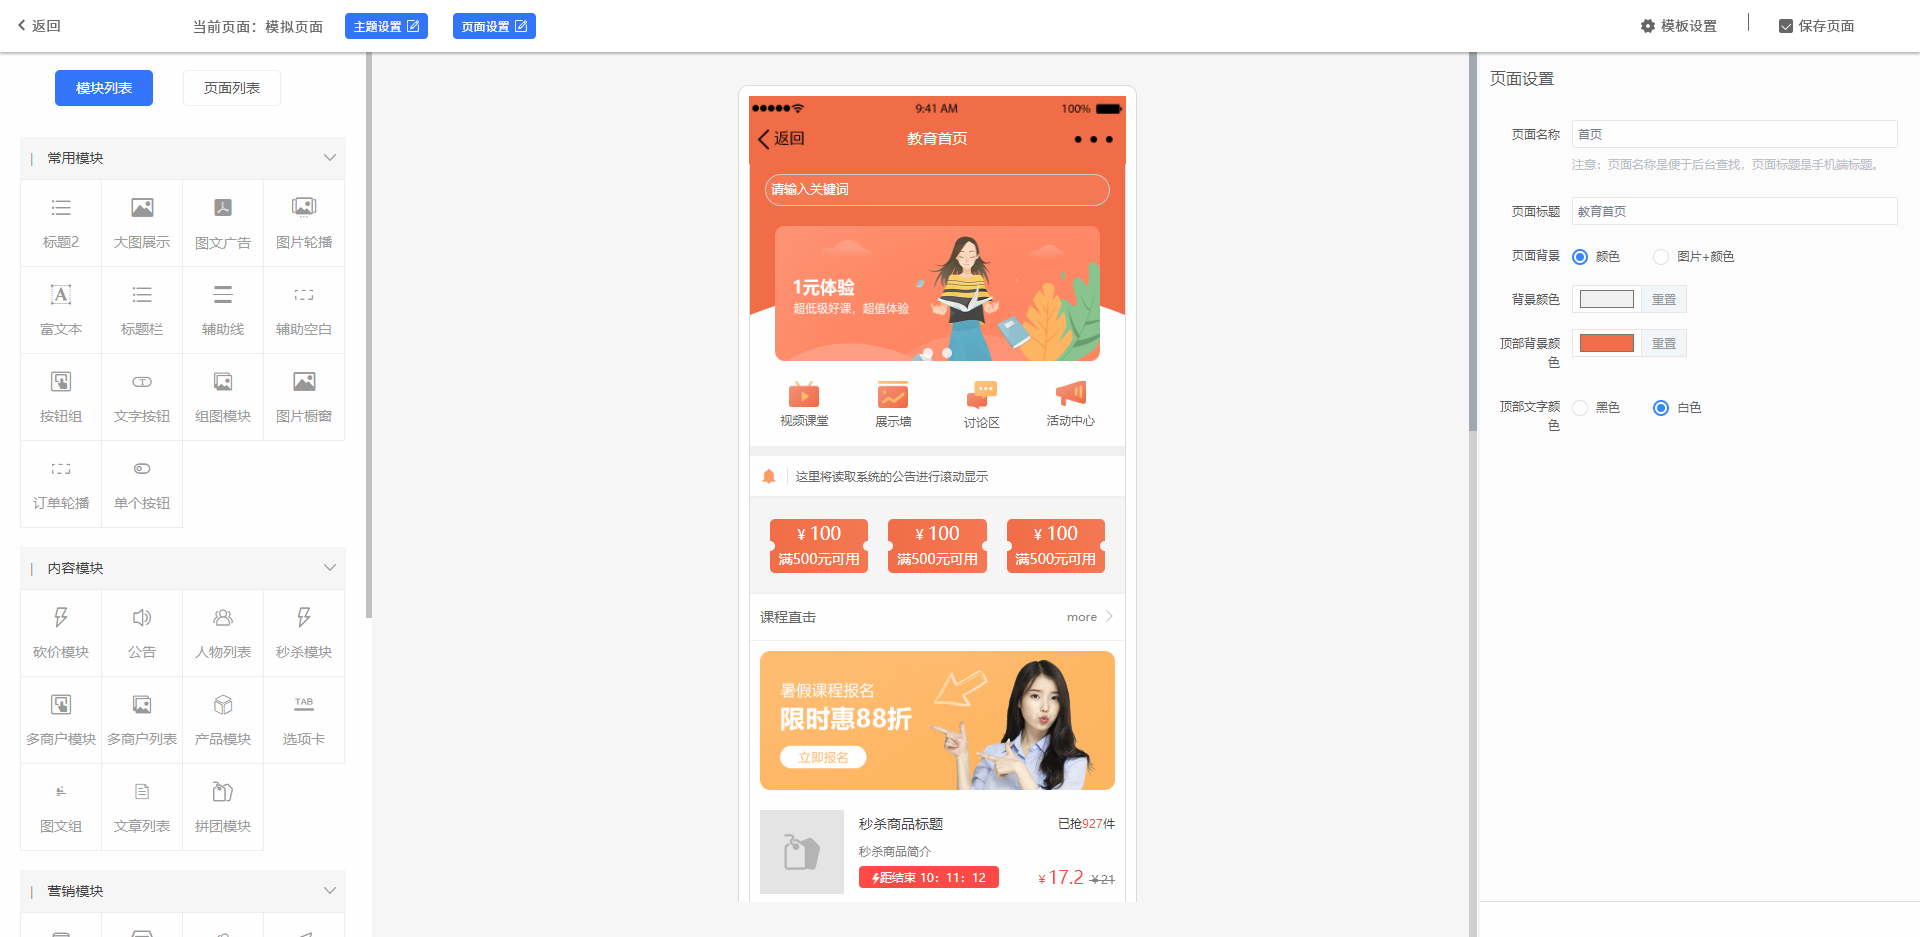 返回
当前页面：模拟页面
主题设置
页面设置
模板设置
保存页面
模块列表
页面列表
常用模块
标题2
大图展示
图文广告
图片轮播
富文本
标题栏
辅助线
辅助空白
按钮组
文字按钮
组图模块
图片橱窗
订单轮播
单个按钮
内容模块
砍价模块
公告
人物列表
秒杀模块
多商户模块
多商户列表
TAB
产品模块
选项卡
图文组
文章列表
拼团模块
营销模块
9:41 AM
100%
返回
教育首页
请输入关键词
1元体验
超低级好课，超值体验
视频课堂
展示墙
讨论区
活动中心
这里将读取系统的公告进行滚动显示
¥ 100
满500元可用
¥ 100
满500元可用
¥ 100
满500元可用
课程直击
more
暑假课程报名
限时惠88折
立即报名
秒杀商品标题
已抢927件
秒杀商品简介
距结束 10：11：12
¥ 17.2 ¥21
页面设置
页面名称
首页
注意：页面名称是便于后台查找，页面标题是手机端标题。
页面标题
教育首页
页面背景
颜色
图片+颜色
背景颜色
重置
顶部背景颜色
重置
顶部文字颜色
黑色
白色